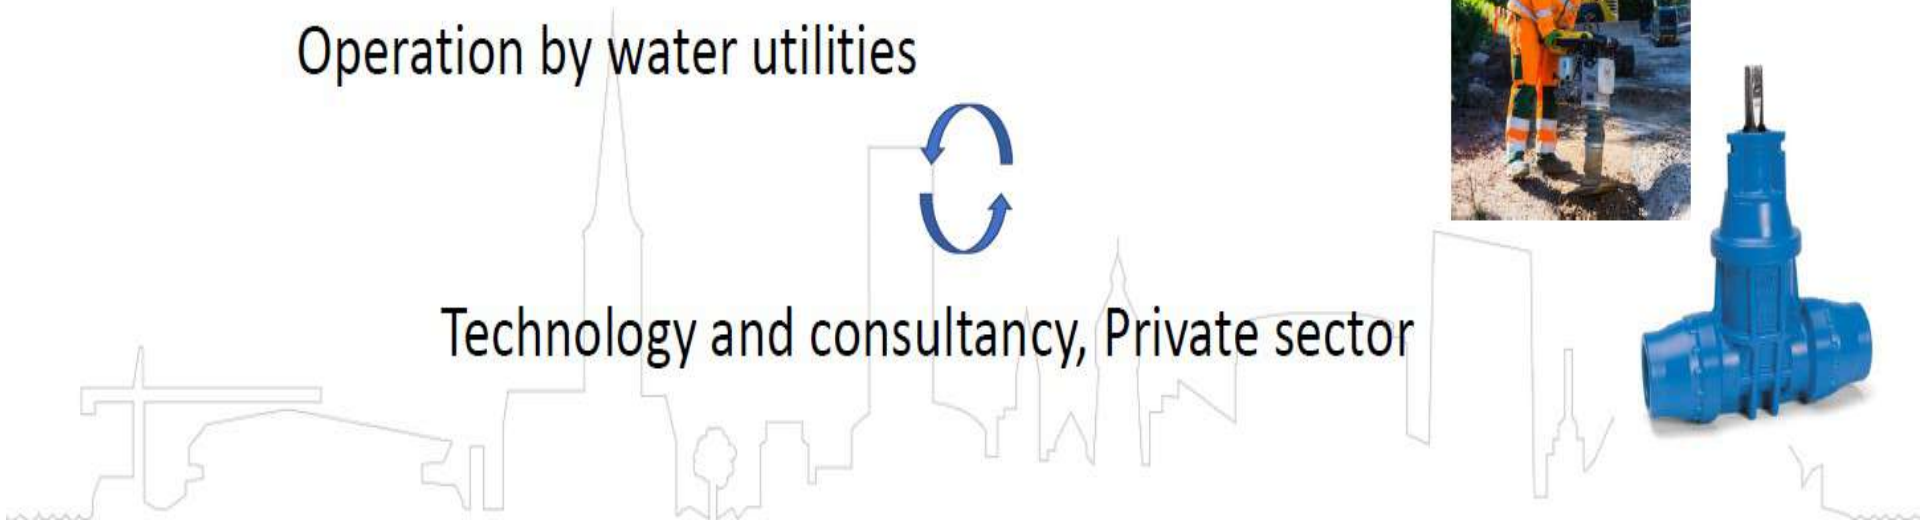 Operation by water utilities
Technology and consultancy, Private sector